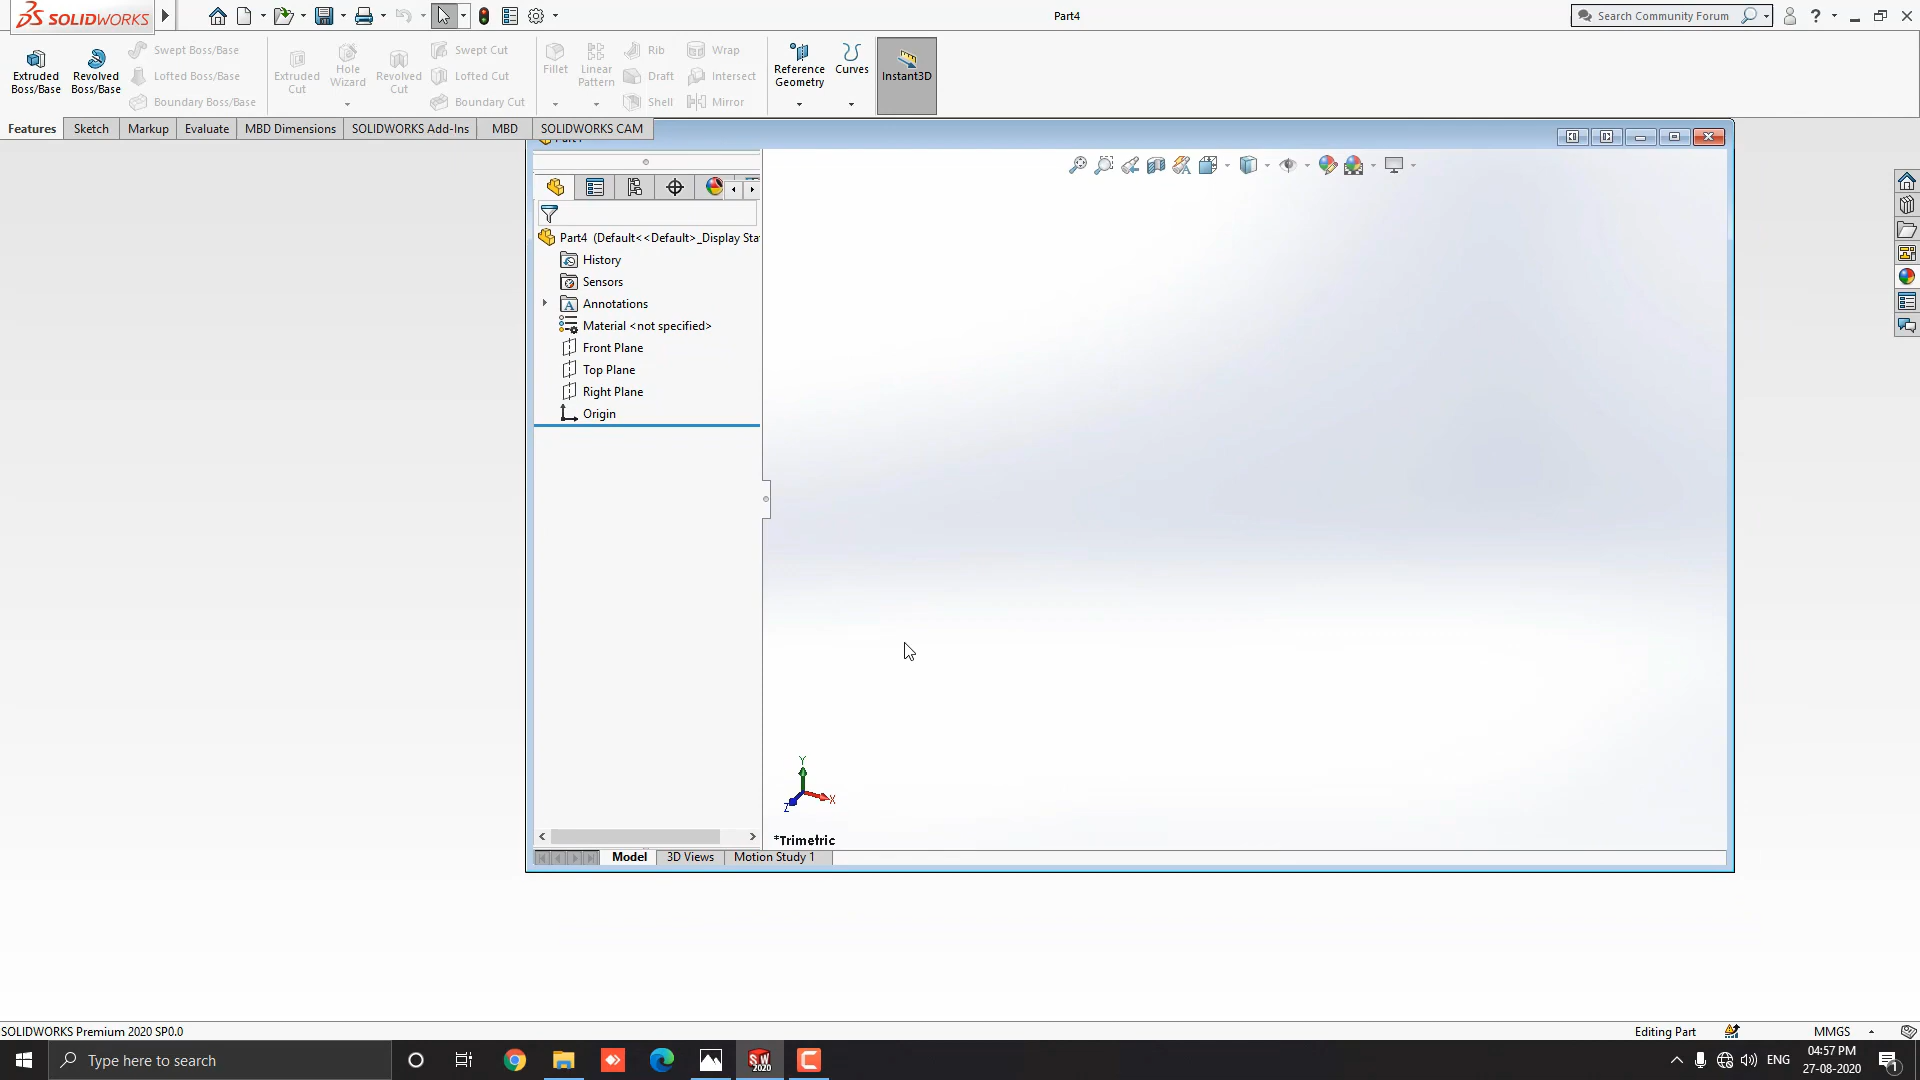 SOLIDWORKS
Part4
Search Community Forum
?
Extruded Boss/Base
Revolved Boss/Base
Swept Boss/Base
Lofted Boss/Base
Boundary Boss/Base
Extruded Cut
Hole Wizard
Revolved Cut
Swept Cut
Lofted Cut
Boundary Cut
Fillet
Linear Pattern
Rib
Draft
Shell
Wrap
Intersect
Mirror
Reference Geometry
Curves
Instant3D
Features
Sketch
Markup
Evaluate
MBD Dimensions
SOLIDWORKS Add-Ins
MBD
SOLIDWORKS CAM
Part4 (Default<<Default>_Display Sta
History
Sensors
Annotations
Material <not specified>
Front Plane
Top Plane
Right Plane
Origin
Y
X
Z
*Trimetric
Model
3D Views
Motion Study 1
SOLIDWORKS Premium 2020 SP0.0
Editing Part
MMGS
Type here to search
SW 2020
ENG
04:57 PM
27-08-2020
1